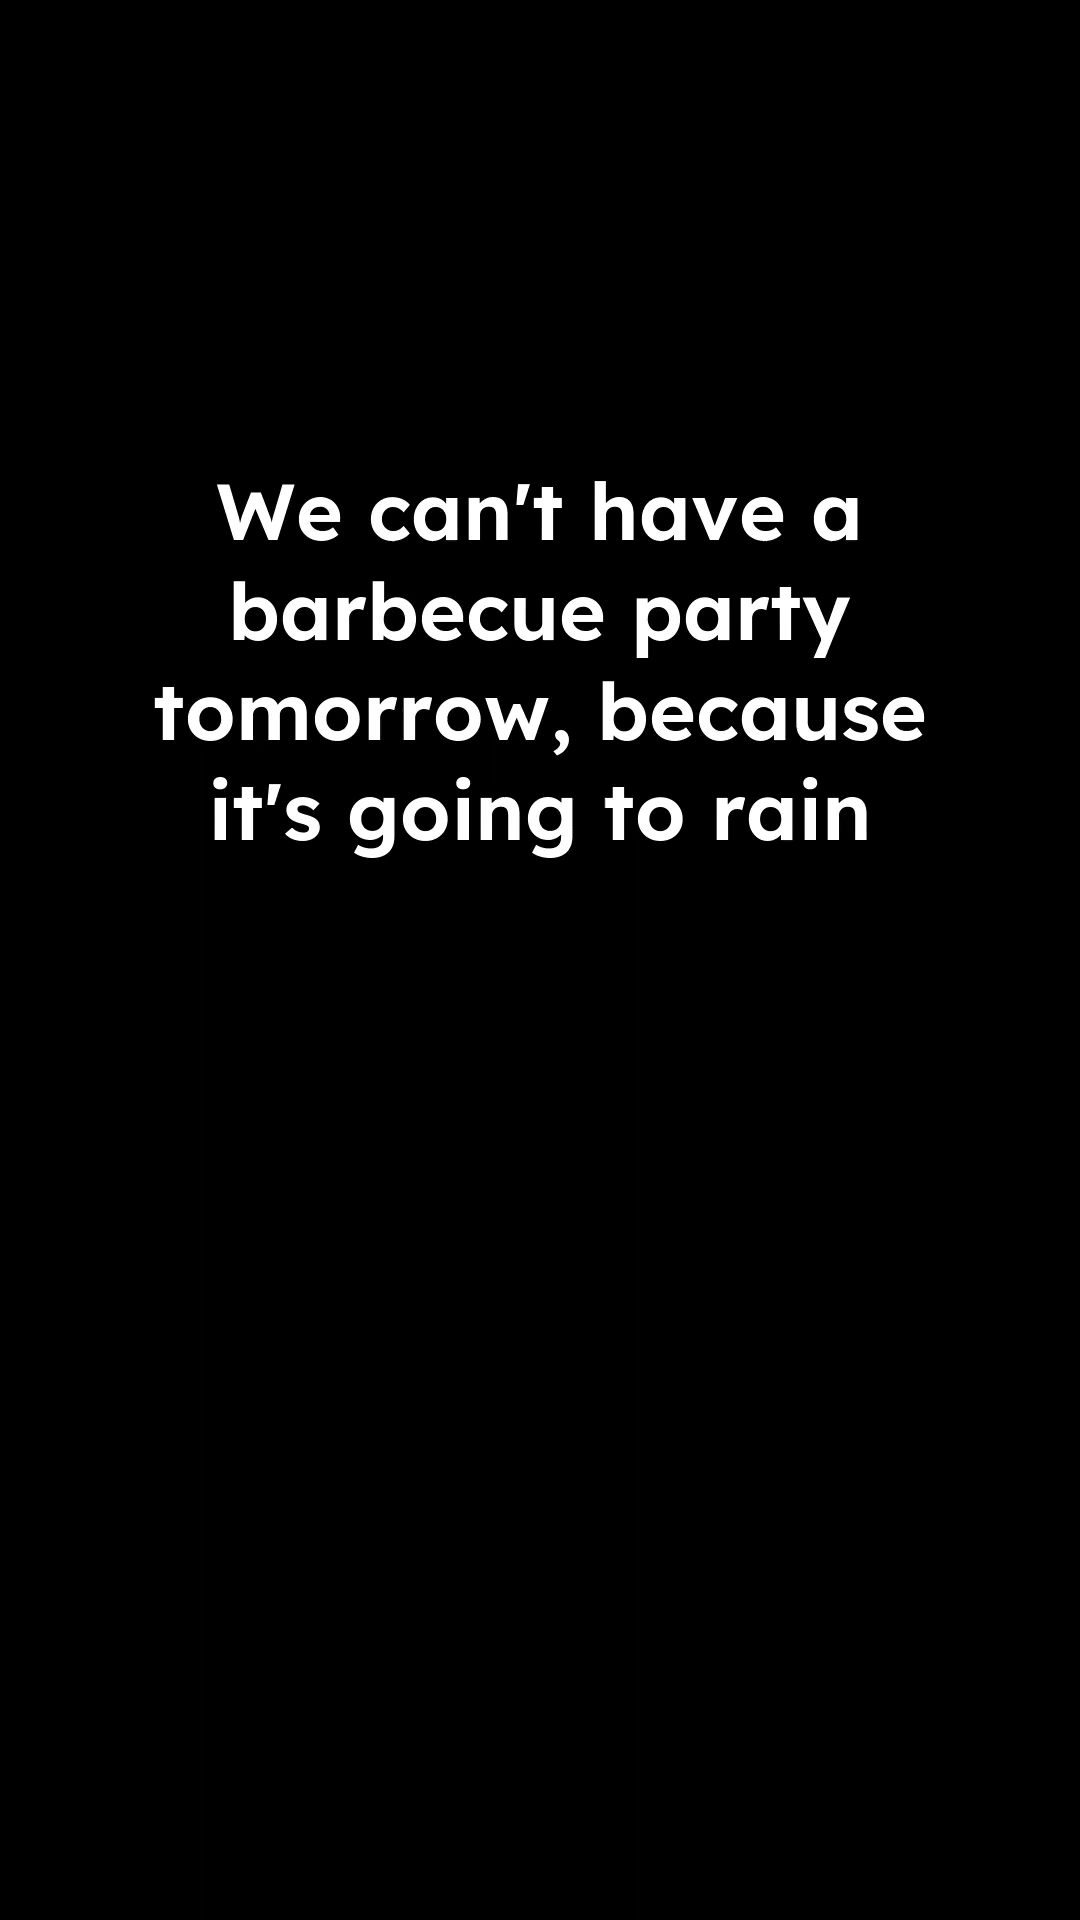 We can't have a
barbecue party
tomorrow, because
it's going to rain